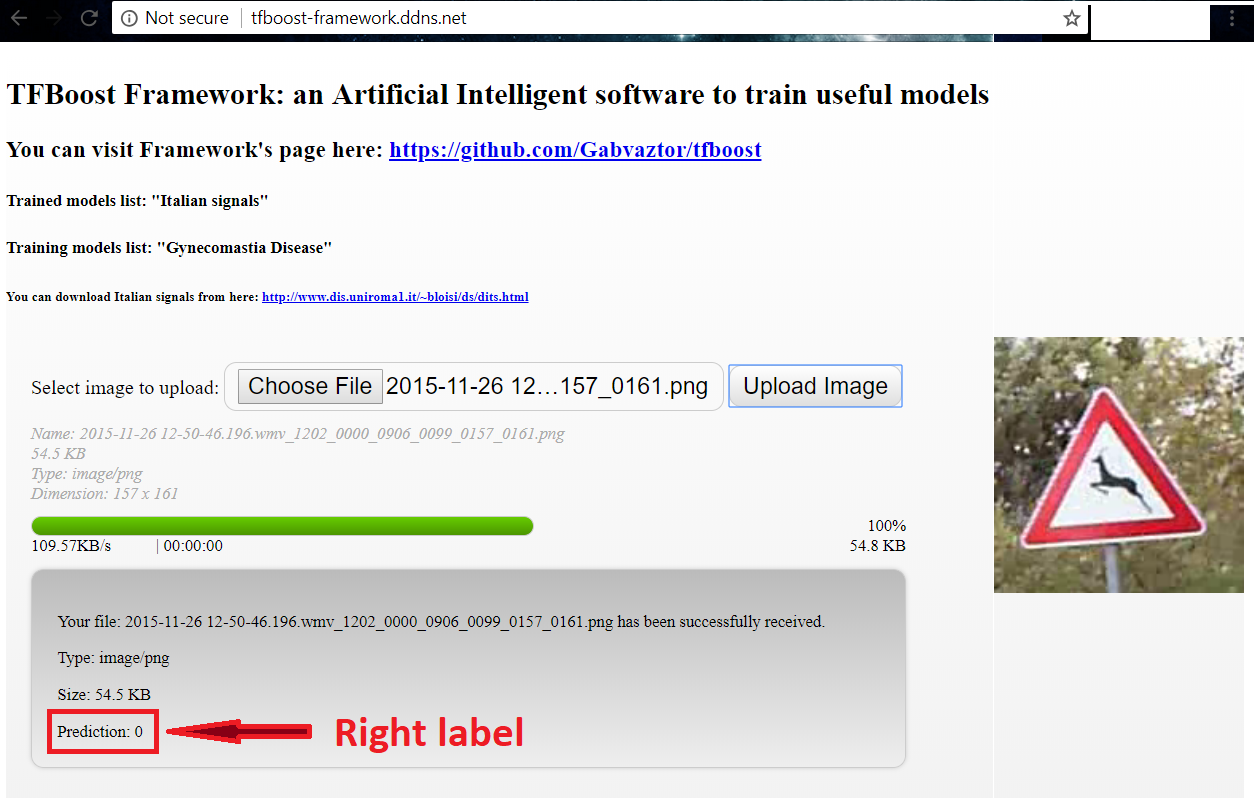 Not secure | tfboost-framework.ddns.net
TFBoost Framework: an Artificial Intelligent software to train useful models
You can visit Framework's page here: https://github.com/Gabvaztor/tfboost
Trained models list: "Italian signals"
Training models list: "Gynecomastia Disease"
You can download Italian signals from here: http://www.dis.uniroma1.it/~bloisi/ds/dits.html
Select image to upload: Choose File 2015-11-26 12…157_0161.png Upload Image
Name: 2015-11-26 12-50-46.196.wmv_1202_0000_0906_0099_0157_0161.png
54.5 KB
Type: image/png
Dimension: 157 x 161
100%
109.57KB/s | 00:00:00 54.8 KB
Your file: 2015-11-26 12-50-46.196.wmv_1202_0000_0906_0099_0157_0161.png has been successfully received.
Type: image/png
Size: 54.5 KB
Prediction: 0 Right label